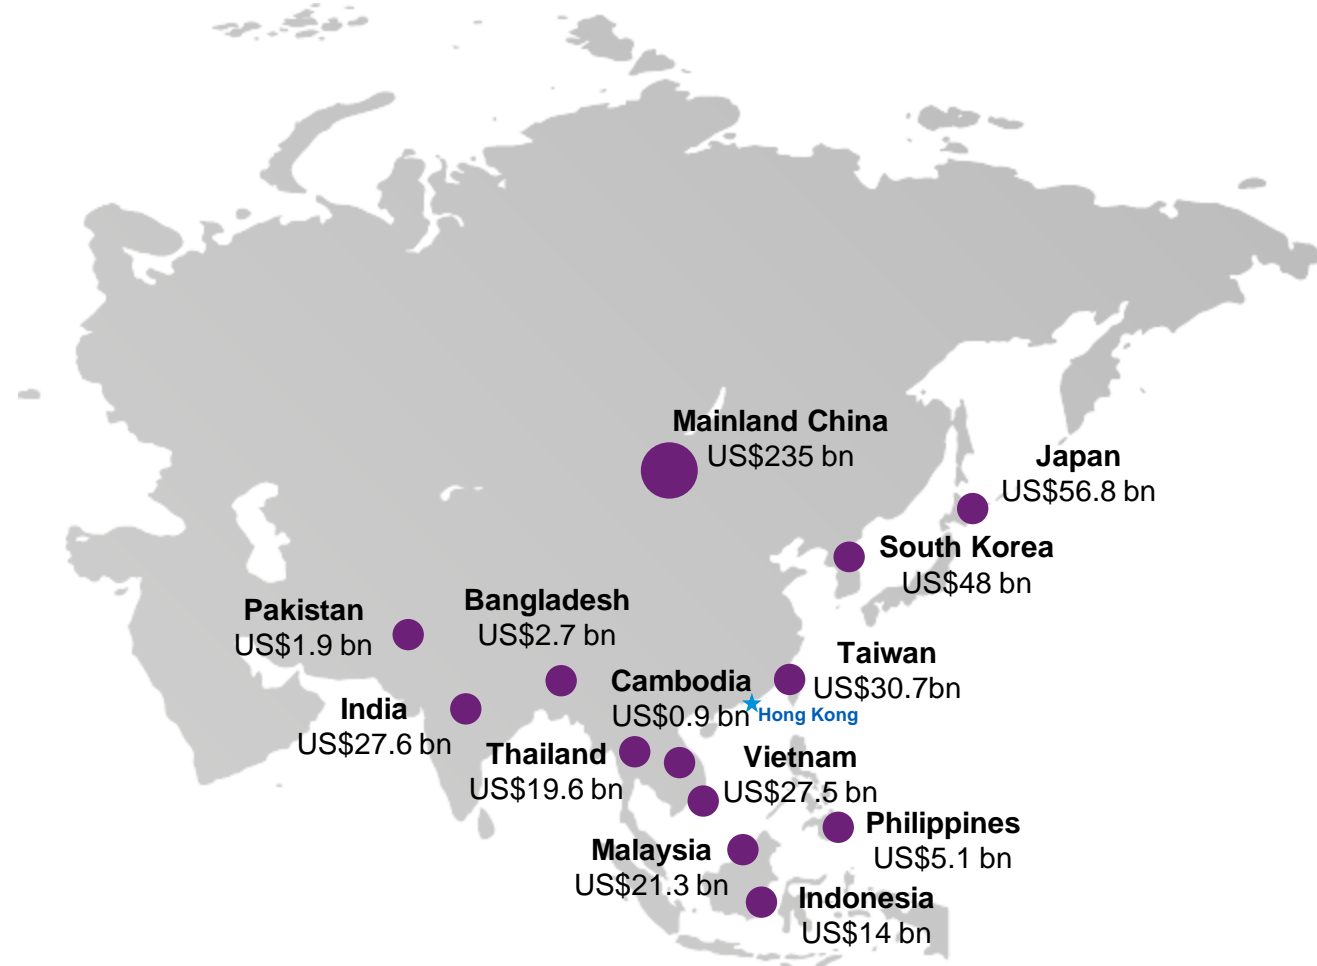 Mainland China
US$235 bn
Japan
US$56.8 bn
South Korea
US$48 bn
Bangladesh
US$2.7 bn
Pakistan
US$1.9 bn
Taiwan
US$30.7bn
Cambodia
US$0.9 bn
Hong Kong
India
US$27.6 bn
Thailand
US$19.6 bn
Vietnam
US$27.5 bn
Philippines
US$5.1 bn
Malaysia
US$21.3 bn
Indonesia
US$14 bn